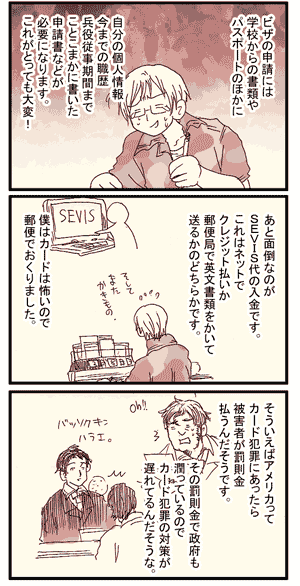 ビザの申請には
学校からの書類や
パスポートのほかに
自分の個人情報
今までの職歴
兵役従事期間まで
ことこまかに書いた
申請書などが
必要になります。
これがとっても大変！
あと面倒なのが
SEVIS代の入金です。
これはネットで
クレジット払いか
郵便局で英文書類をかいて
送るかのどちらかです。
SEVIS
そして
また
かきもの。
僕はカードは怖いので
郵便でおくりました。
そういえばアメリカって
カード犯罪にあったら
被害者が罰則金
払うんだそうです。
Oh!!
バッソクキン
ハラエ。
その罰則金で政府も
潤っているので
カード犯罪の対策が
遅れてるんだそうな。